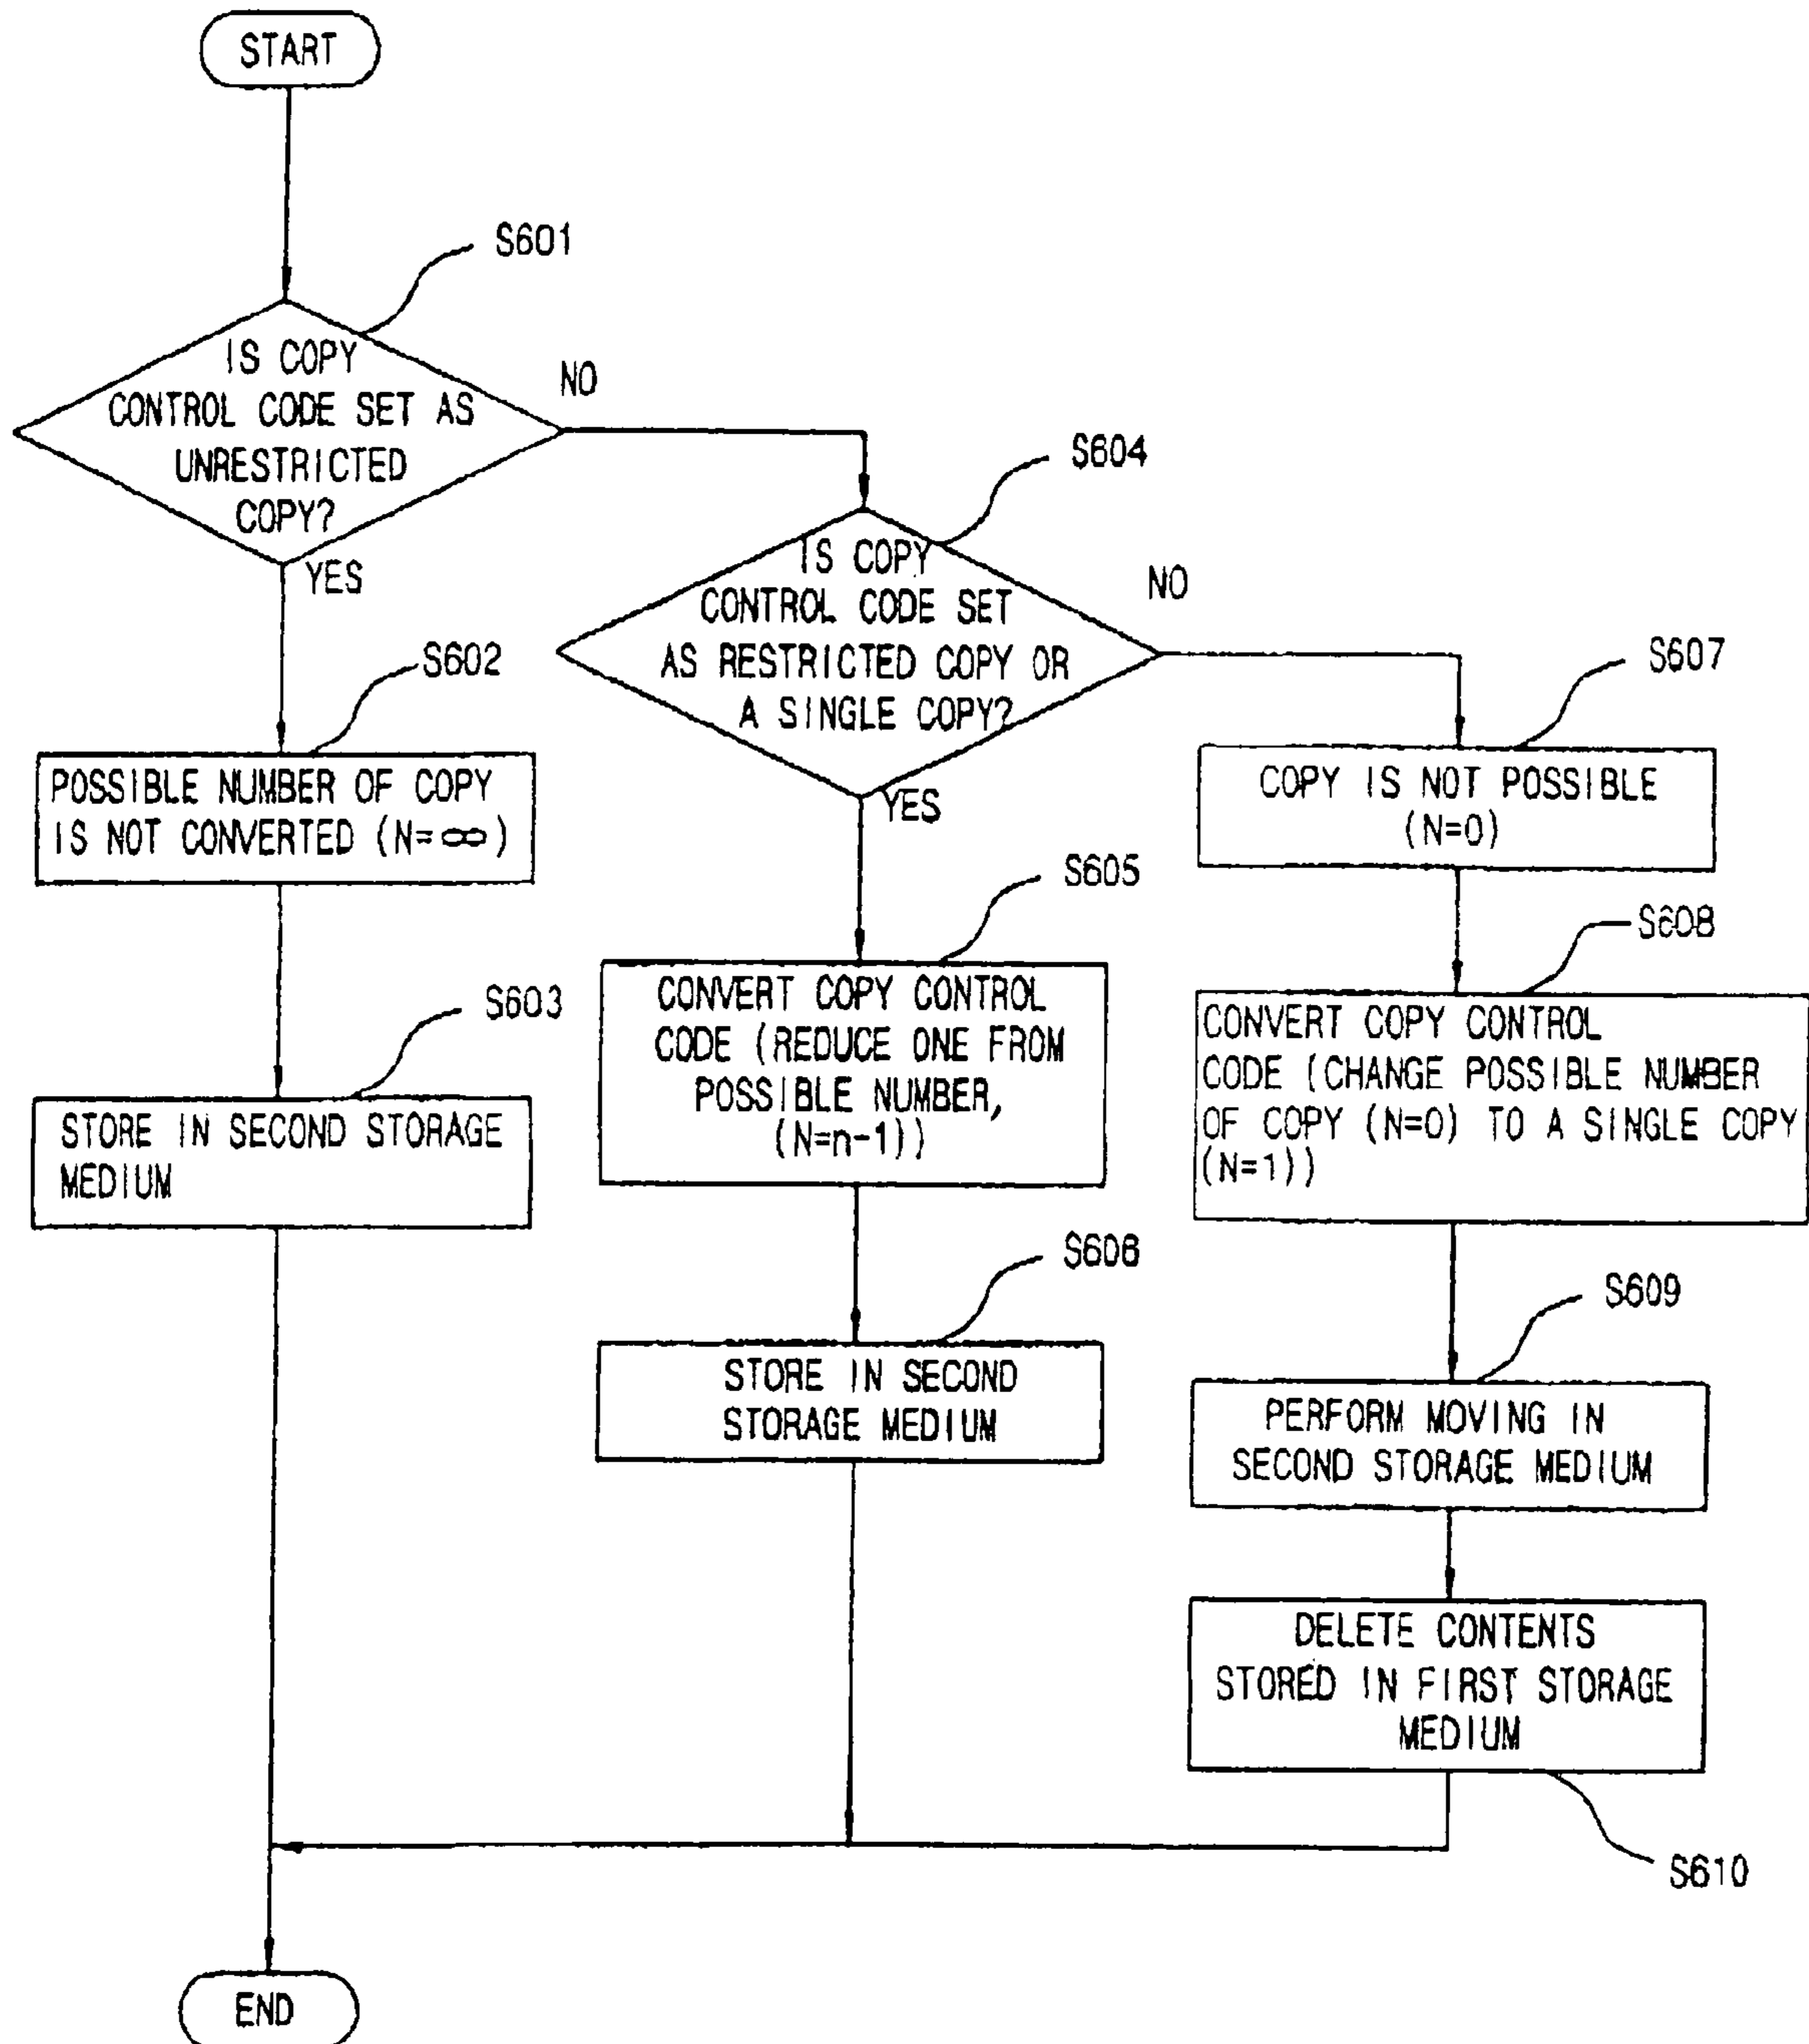 START
S601
IS COPY
CONTROL CODE SET AS
UNRESTRICTED
COPY?
NO
YES
S604
IS COPY
CONTROL CODE SET
AS RESTRICTED COPY OR
A SINGLE COPY?
NO
YES
S602
POSSIBLE NUMBER OF COPY
IS NOT CONVERTED (N=∞)
S607
COPY IS NOT POSSIBLE
(N=0)
S605
CONVERT COPY CONTROL
CODE (REDUCE ONE FROM
POSSIBLE NUMBER,
(N=n-1))
S608
CONVERT COPY CONTROL
CODE (CHANGE POSSIBLE NUMBER
OF COPY (N=0) TO A SINGLE COPY
(N=1))
S603
STORE IN SECOND STORAGE
MEDIUM
S606
STORE IN SECOND
STORAGE MEDIUM
S609
PERFORM MOVING IN
SECOND STORAGE MEDIUM
DELETE CONTENTS
STORED IN FIRST STORAGE
MEDIUM
S610
END